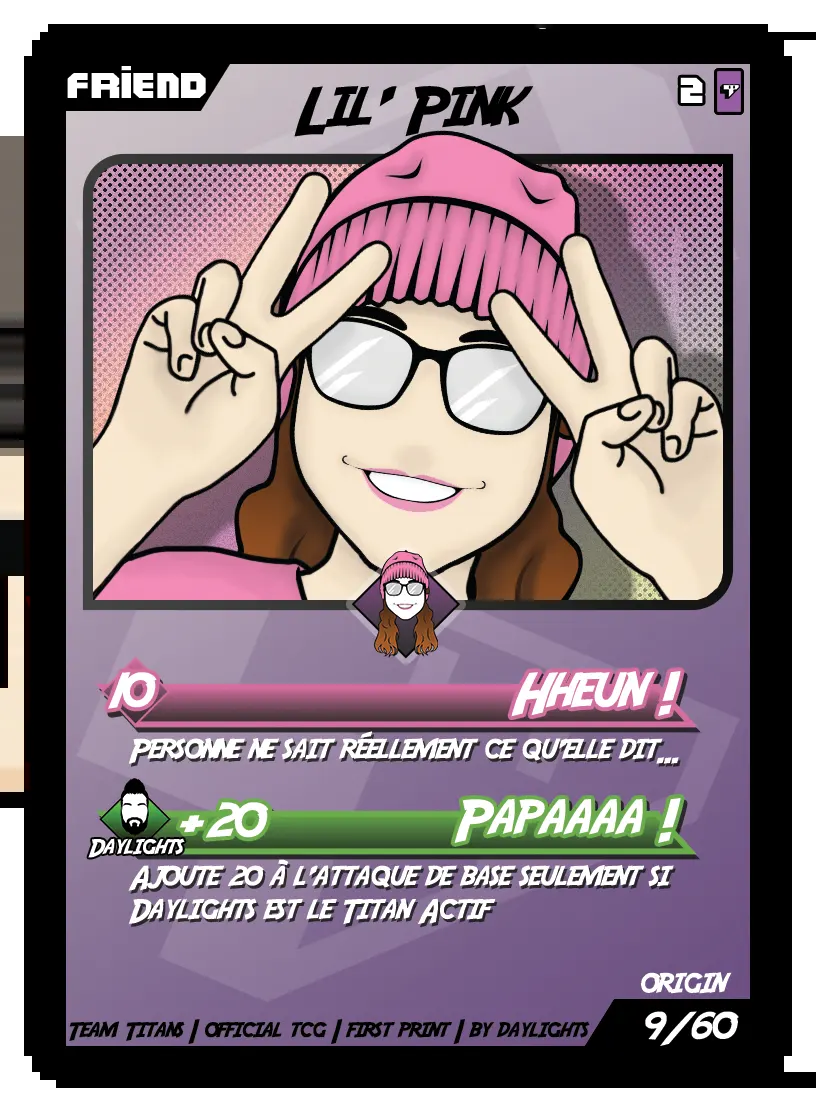 FRIEND
LIL' PINK
2
10
HHEUN !
PERSONNE NE SAIT RÉELLEMENT CE QU'ELLE DIT...
+20
PAPAAAA !
DAYLIGHTS
AJOUTE 20 À L'ATTAQUE DE BASE SEULEMENT SI
DAYLIGHTS EST LE TITAN ACTIF
ORIGIN
TEAM TITANS | OFFICIAL TCG | FIRST PRINT | BY DAYLIGHTS
9/60